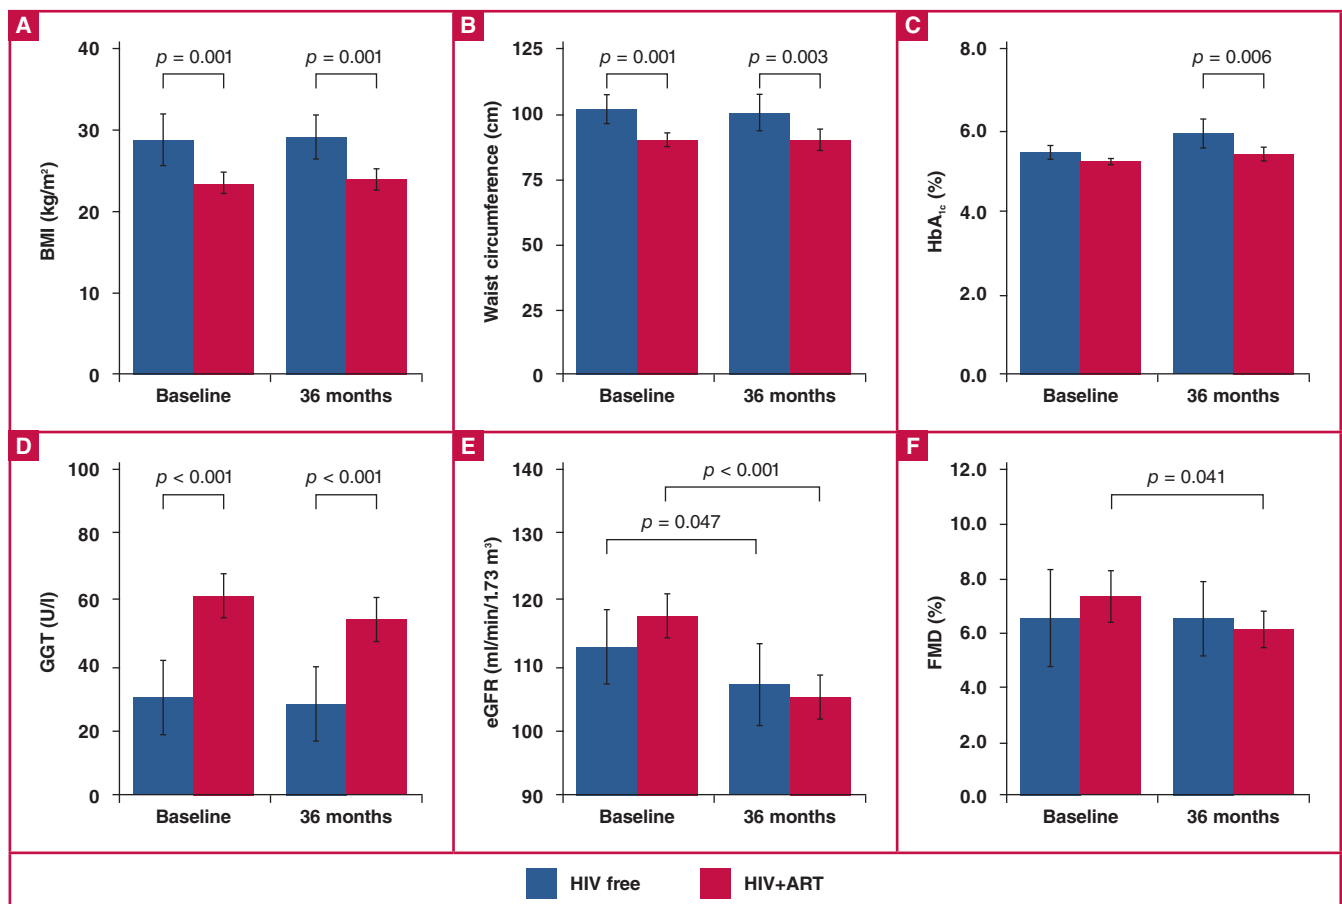 A
BMI (kg/m²)
40
30
20
10
0
p = 0.001
p = 0.001
Baseline
36 months
B
Waist circumference (cm)
125
100
75
50
25
0
p = 0.001
p = 0.003
Baseline
36 months
C
HbA1c (%)
8.0
6.0
4.0
2.0
0.0
p = 0.006
Baseline
36 months
D
GGT (U/l)
100
80
60
40
20
0
p < 0.001
p < 0.001
Baseline
36 months
E
eGFR (ml/min/1.73 m³)
140
130
120
110
100
90
p < 0.001
p = 0.047
Baseline
36 months
F
FMD (%)
12.0
10.0
8.0
6.0
4.0
2.0
0.0
p = 0.041
Baseline
36 months
HIV free
HIV+ART